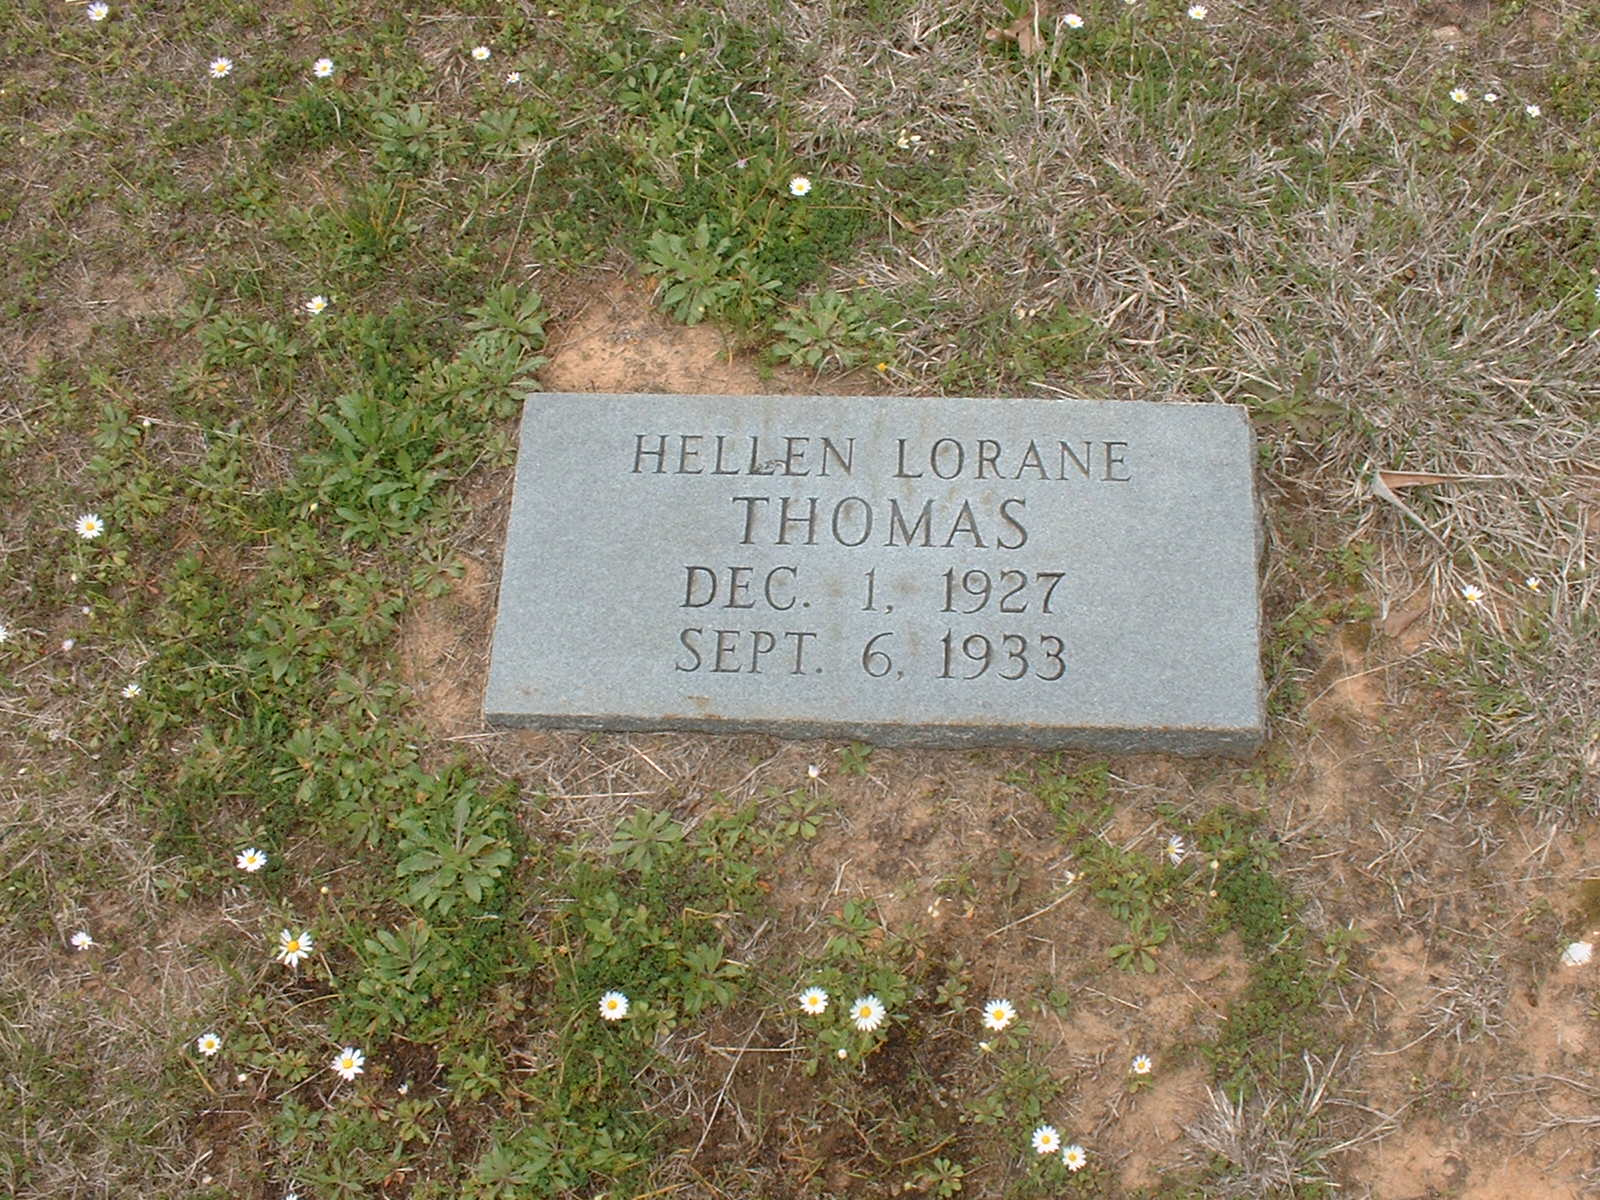 HELLEN LORANE
THOMAS
DEC. 1, 1927
SEPT. 6, 1933